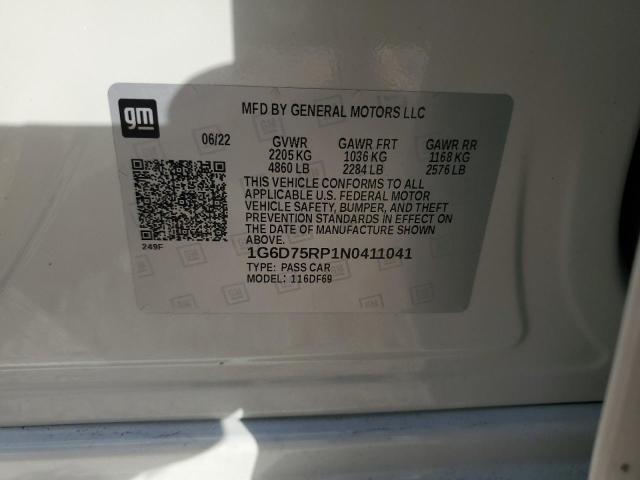 gm
MFD BY GENERAL MOTORS LLC
06/22 GVWR GAWR FRT GAWR RR
2205 KG 1036 KG 1168 KG
4860 LB 2284 LB 2576 LB
THIS VEHICLE CONFORMS TO ALL
APPLICABLE U.S. FEDERAL MOTOR
VEHICLE SAFETY, BUMPER, AND THEFT
PREVENTION STANDARDS IN EFFECT ON
THE DATE OF MANUFACTURE SHOWN
ABOVE.
249F
1G6D75RP1N0411041
TYPE: PASS CAR
MODEL: 116DF69